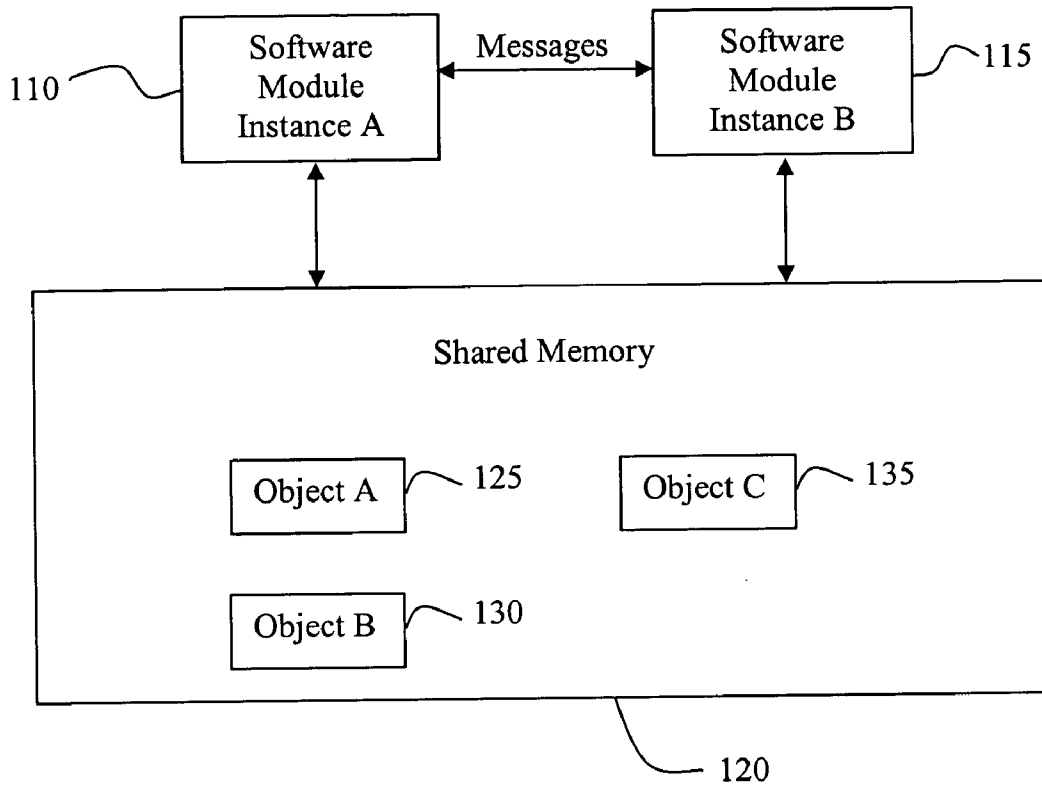 Software
Module
Instance A
Messages
Software
Module
Instance B
110
115
Shared Memory
Object A
125
Object C
135
Object B
130
120